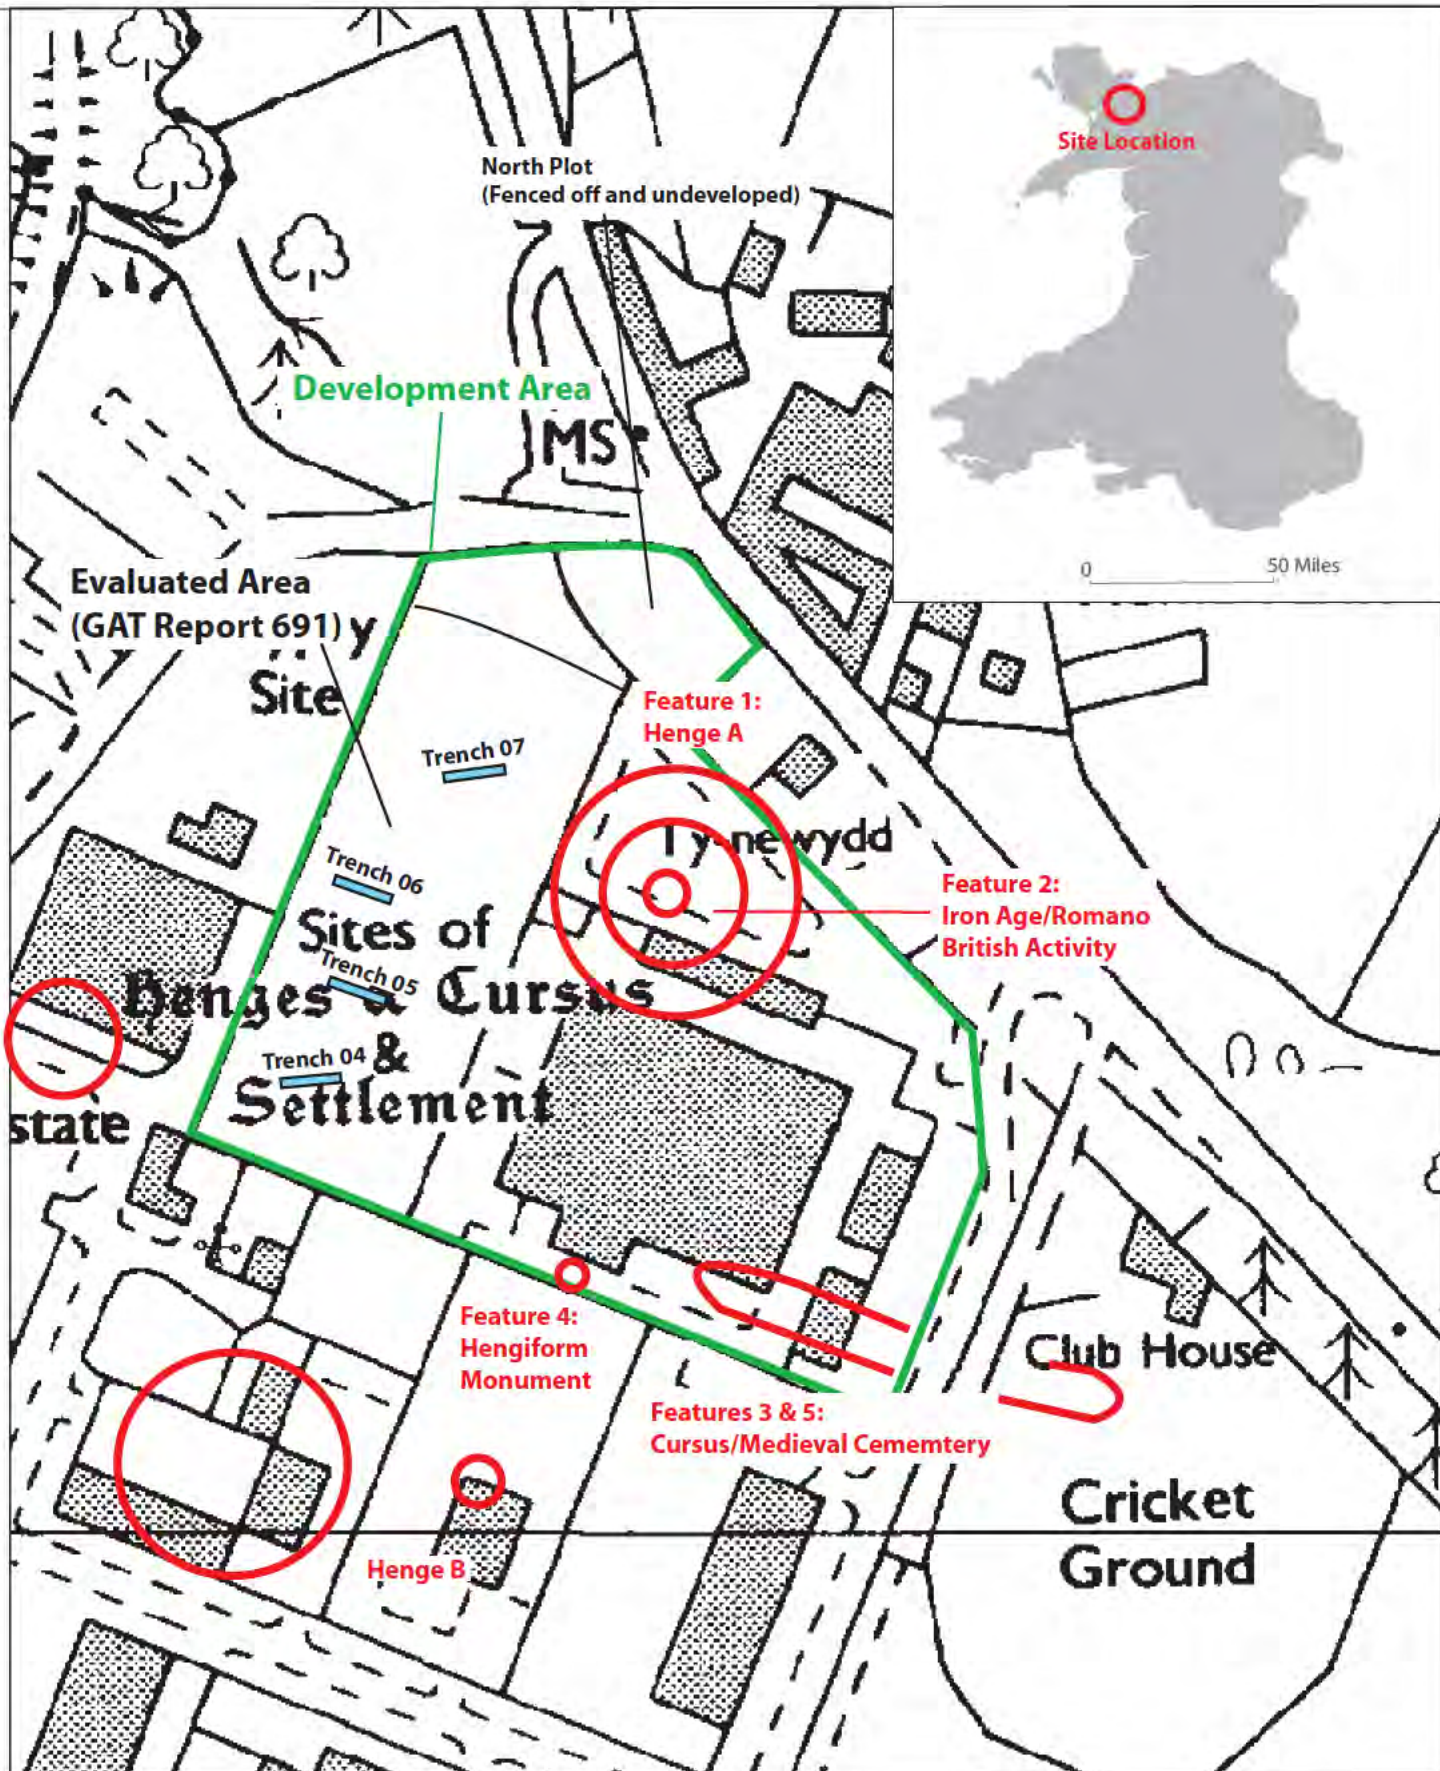 Site Location
0
50 Miles
North Plot
(Fenced off and undeveloped)
Development Area
MS
Evaluated Area
(GAT Report 691)
y
Site
Feature 1:
Henge A
Trench 07
Ty-newydd
Trench 06
Feature 2:
Iron Age/Romano
British Activity
Sites of
Trench 05
Henges & Cursus
Trench 04
&
Settlement
state
Feature 4:
Hengiform
Monument
Club House
Features 3 & 5:
Cursus/Medieval Cememtery
Cricket
Ground
Henge B